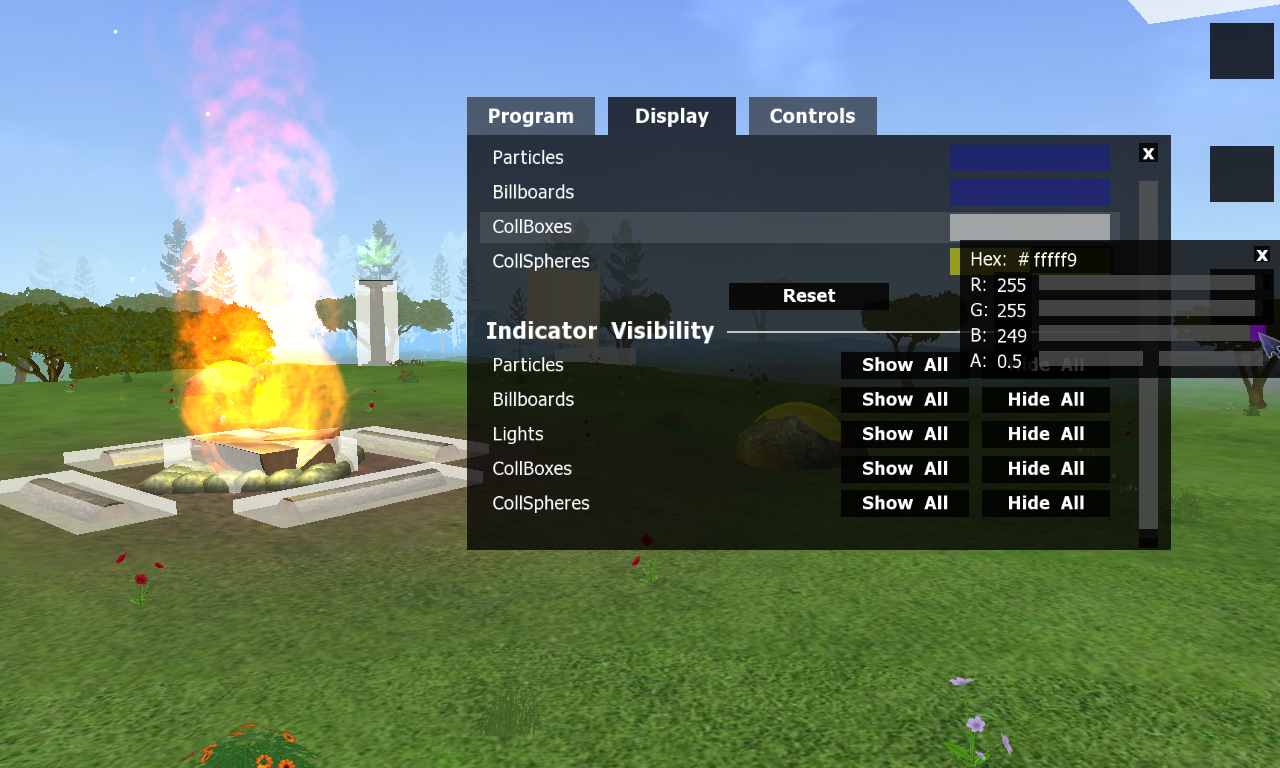 Program Display Controls
Particles x
Billboards
CollBoxes
CollSpheres Hex: # fffff9 x
R: 255
Reset
G: 255
Indicator Visibility B: 249
A: 0.5
Particles Show All Hide All
Billboards Show All Hide All
Lights Show All Hide All
CollBoxes Show All Hide All
CollSpheres Show All Hide All